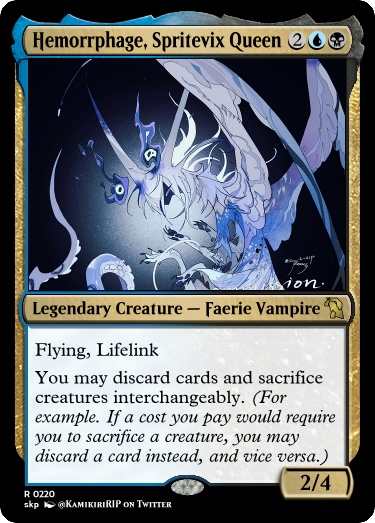 Hemorrphage, Spritevix Queen 2
ion.
Legendary Creature — Faerie Vampire
Flying, Lifelink
You may discard cards and sacrifice
creatures interchangeably. (For
example. If a cost you pay would require
you to sacrifice a creature, you may
discard a card instead, and vice versa.)
2/4
R 0220
skp @KamikiriRIP on Twitter